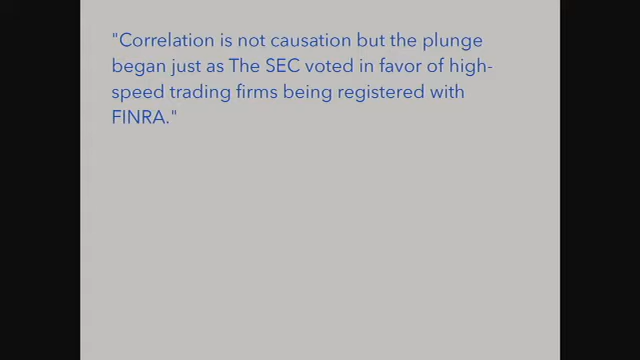 "Correlation is not causation but the plunge
began just as The SEC voted in favor of high-
speed trading firms being registered with
FINRA."